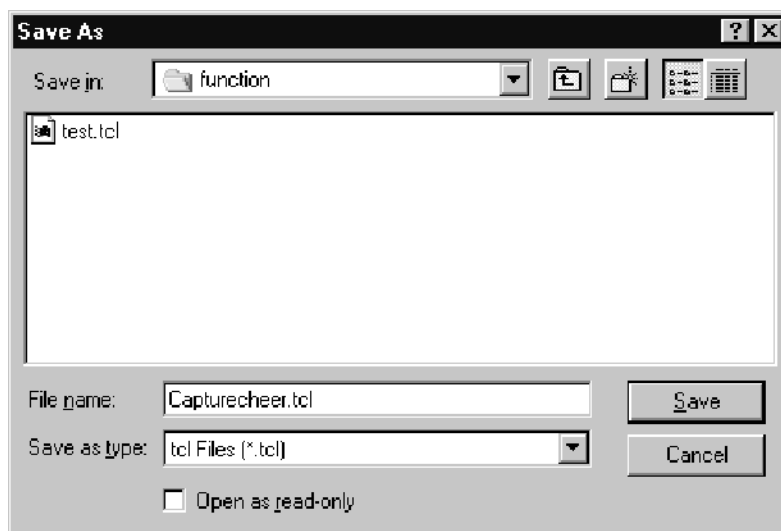 Save As
Save in: function
test.tcl
File name: Capturecheer.tcl
Save
Save as type: tcl Files (*.tcl)
Cancel
Open as read-only